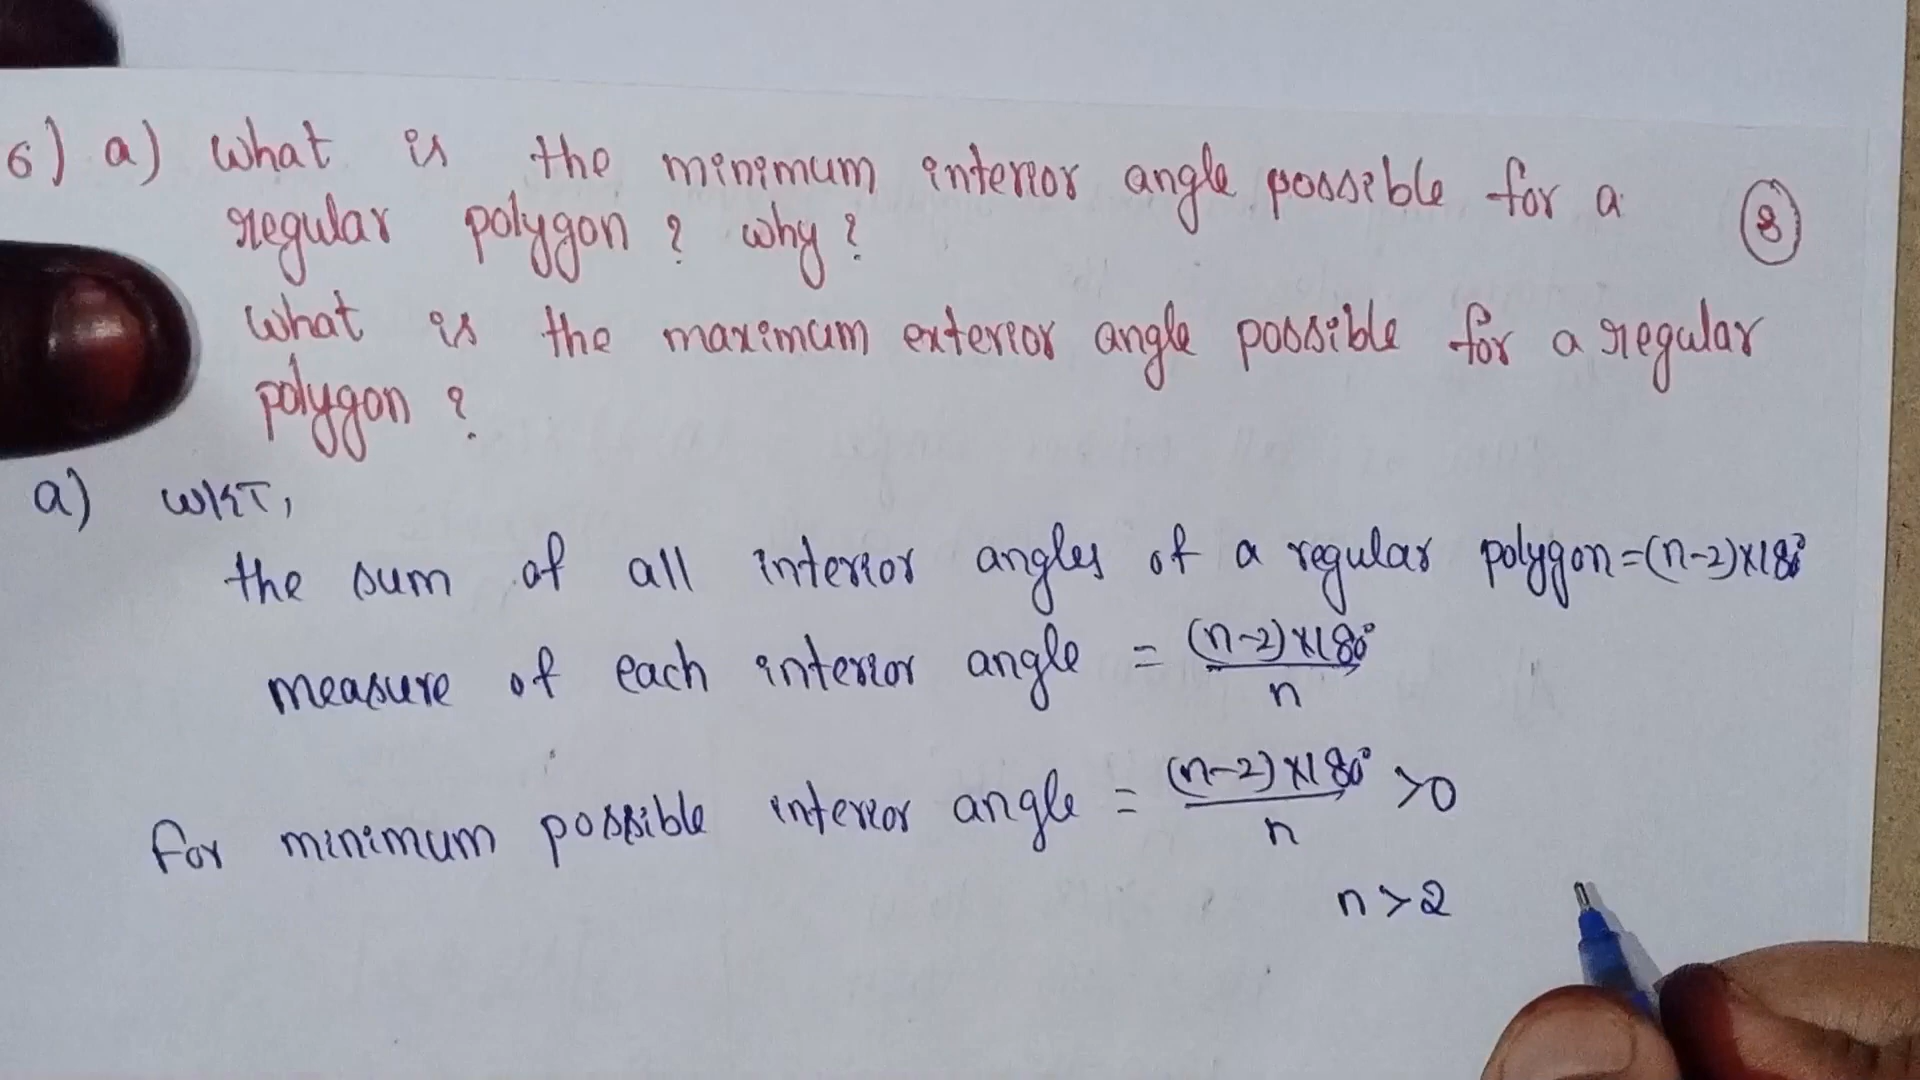 6) a) What is the minimum interior angle possible for a
regular polygon ? why ?
8
What is the maximum exterior angle possible for a regular
polygon ?
a) WKT,
the sum of all interior angles of a regular polygon = (n-2)×180°
measure of each interior angle = (n-2)×180° / n
For minimum possible interior angle = (n-2)×180° / n >0
n > 2